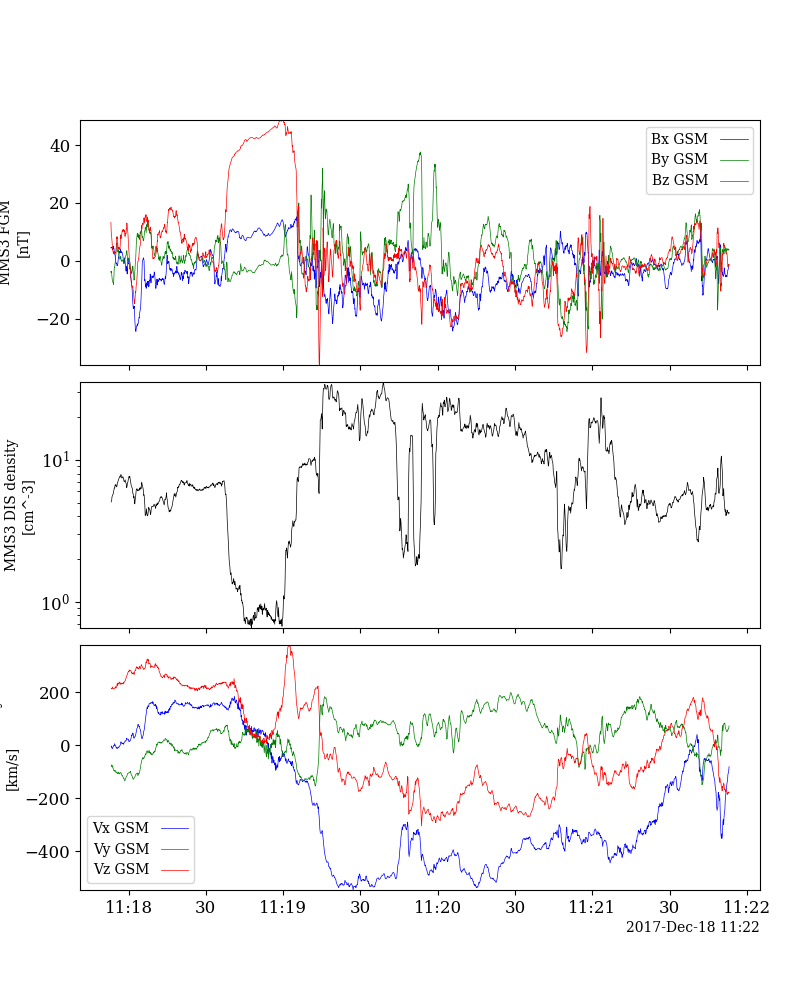 40
20
0
−20
MMS3 FGM
[nT]
Bx GSM
By GSM
Bz GSM
10^1
10^0
MMS3 DIS density
[cm^-3]
200
0
−200
−400
[km/s]
Vx GSM
Vy GSM
Vz GSM
11:18 30 11:19 30 11:20 30 11:21 30 11:22
2017-Dec-18 11:22